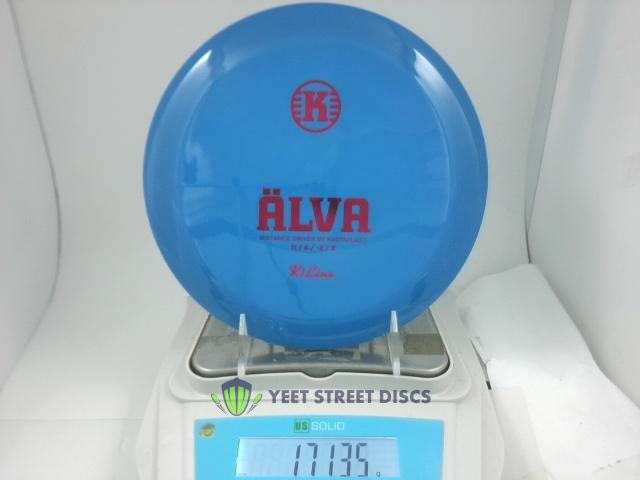 K
ÄLVA
DISTANCE DRIVER BY KASTAPLAST
K1 Line
YEET STREET DISCS
US SOLID
171.35 g